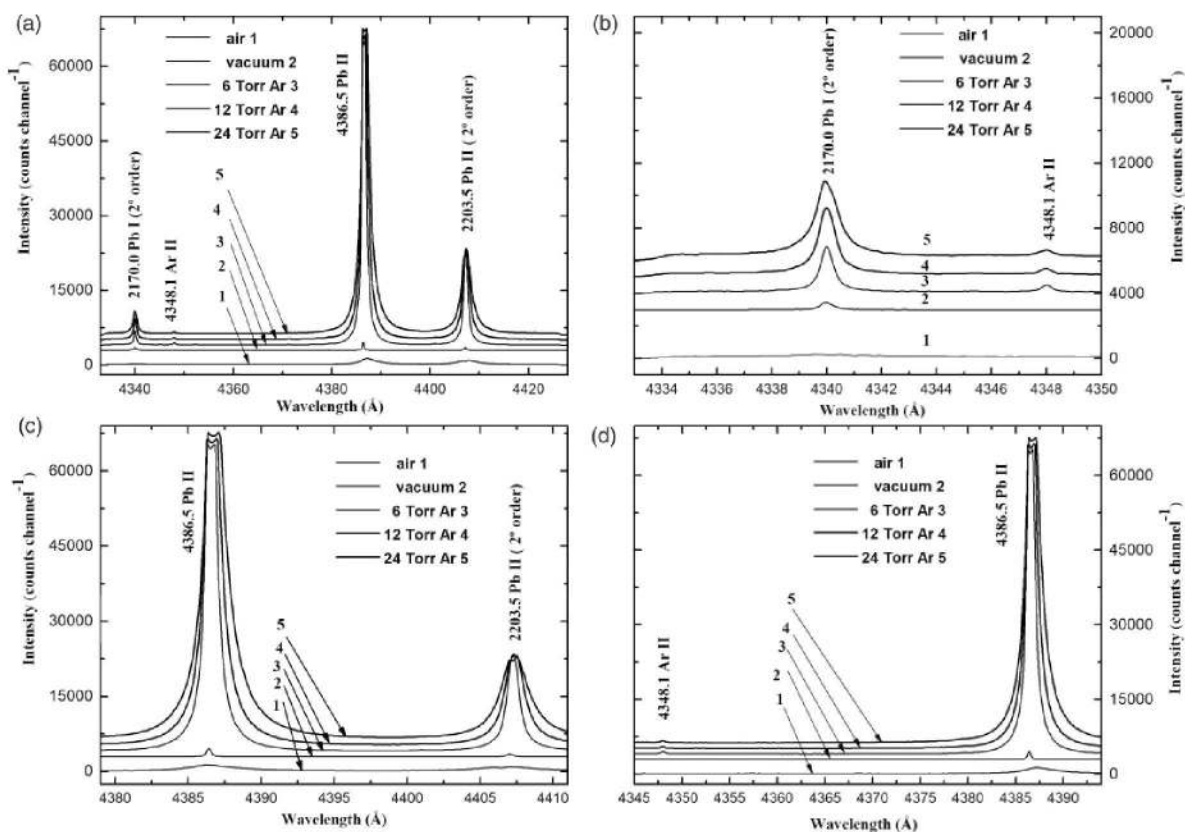 (a)
air 1
vacuum 2
6 Torr Ar 3
12 Torr Ar 4
24 Torr Ar 5
2170.0 Pb I (2° order)
4348.1 Ar II
4386.5 Pb II
2203.5 Pb II ( 2° order)
5
4
3
2
1
60000
45000
30000
15000
0
4340
4360
4380
4400
4420
Intensity (counts channel-1)
Wavelength (Å)
(b)
air 1
vacuum 2
6 Torr Ar 3
12 Torr Ar 4
24 Torr Ar 5
2170.0 Pb I (2° order)
4348.1 Ar II
5
4
3
2
1
20000
16000
12000
8000
4000
0
4333
4336
4338
4340
4342
4344
4346
4348
4350
Intensity (counts channel-1)
Wavelength (Å)
(c)
air 1
vacuum 2
6 Torr Ar 3
12 Torr Ar 4
24 Torr Ar 5
4386.5 Pb II
2203.5 Pb II ( 2° order)
5
4
3
2
1
60000
45000
30000
15000
0
4380
4385
4390
4395
4400
4405
4410
Intensity (counts channel-1)
Wavelength (Å)
(d)
air 1
vacuum 2
6 Torr Ar 3
12 Torr Ar 4
24 Torr Ar 5
4348.1 Ar II
4386.5 Pb II
5
4
3
2
1
60000
45000
30000
15000
0
4345
4350
4355
4360
4365
4370
4375
4380
4385
4390
Intensity (counts channel-1)
Wavelength (Å)